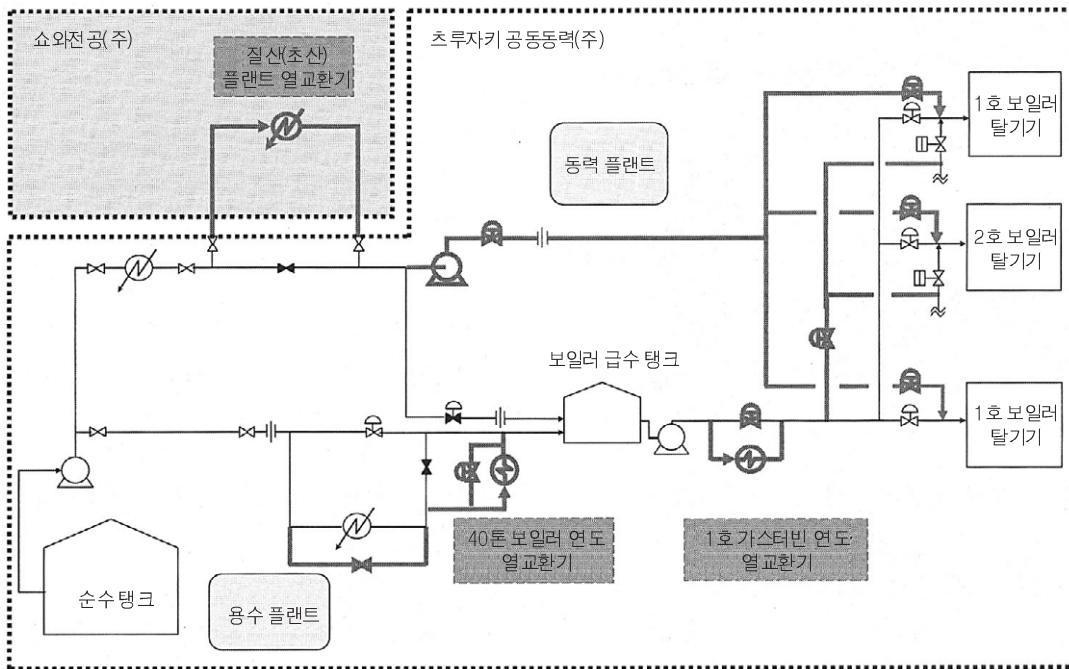 쇼와전공(주)
츠루자키 공동동력(주)
질산(초산)
플랜트 열교환기
1호 보일러
탈기기
동력 플랜트
2호 보일러
탈기기
보일러 급수 탱크
1호 보일러
탈기기
40톤 보일러 연도
열교환기
1호 가스터빈 연도
열교환기
순수탱크
용수 플랜트